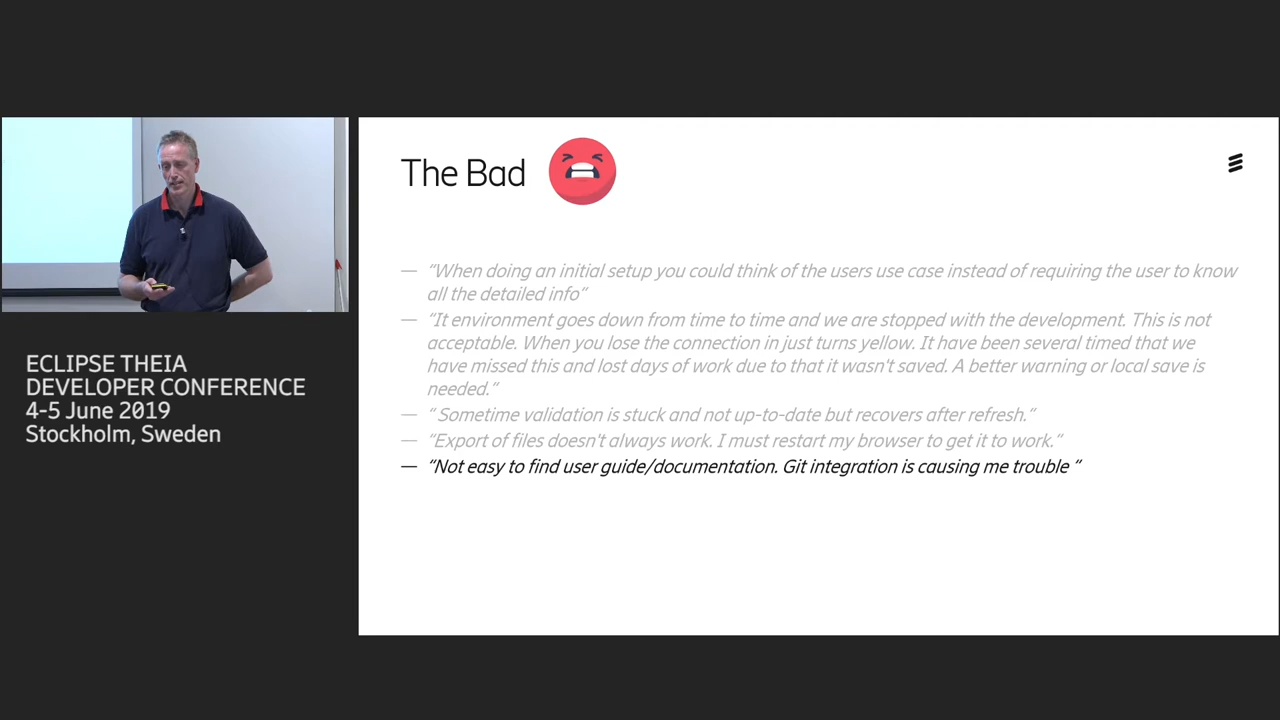 The Bad
— “When doing an initial setup you could think of the users use case instead of requiring the user to know
all the detailed info”
— “It environment goes down from time to time and we are stopped with the development. This is not
acceptable. When you lose the connection in just turns yellow. It have been several timed that we
have missed this and lost days of work due to that it wasn't saved. A better warning or local save is
needed.“
— “ Sometime validation is stuck and not up-to-date but recovers after refresh.“
— “Export of files doesn't always work. I must restart my browser to get it to work.”
— “Not easy to find user guide/documentation. Git integration is causing me trouble “
ECLIPSE THEIA
DEVELOPER CONFERENCE
4-5 June 2019
Stockholm, Sweden